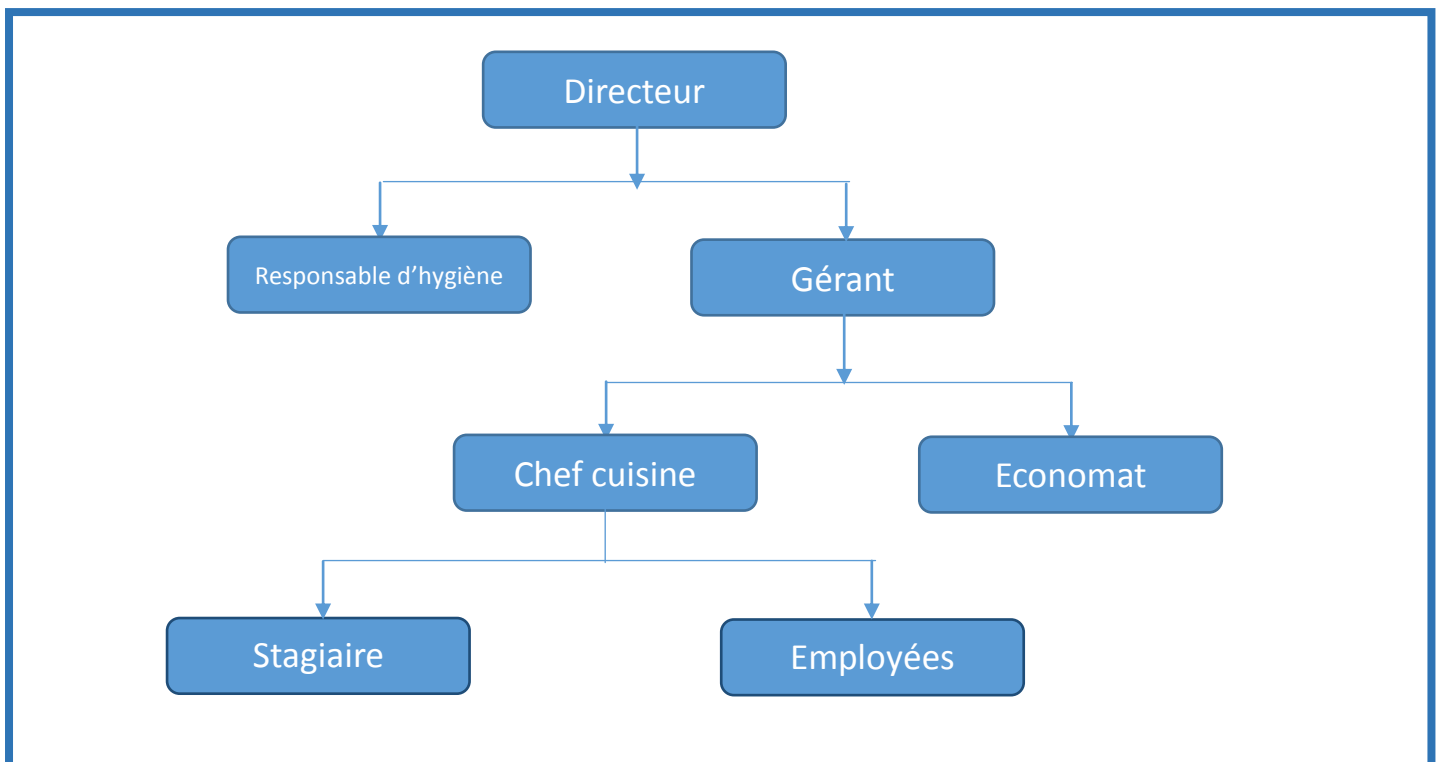 Directeur
Responsable d’hygiène
Gérant
Chef cuisine
Economat
Stagiaire
Employées